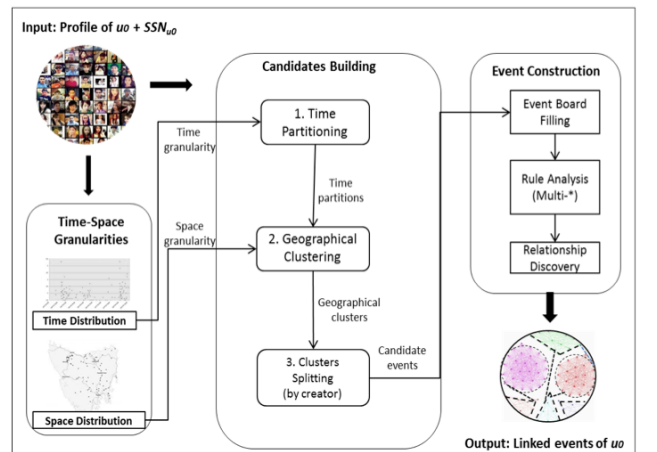 Input: Profile of u0 + SSNu0
Candidates Building
Event Construction
1. Time
Partitioning
Event Board
Filling
Time
granularity
Time
partitions
Rule Analysis
(Multi-*)
Time-Space
Granularities
Space
granularity
2. Geographical
Clustering
Relationship
Discovery
Time Distribution
Geographical
clusters
3. Clusters
Splitting
(by creator)
Candidate
events
Space Distribution
Output: Linked events of u0